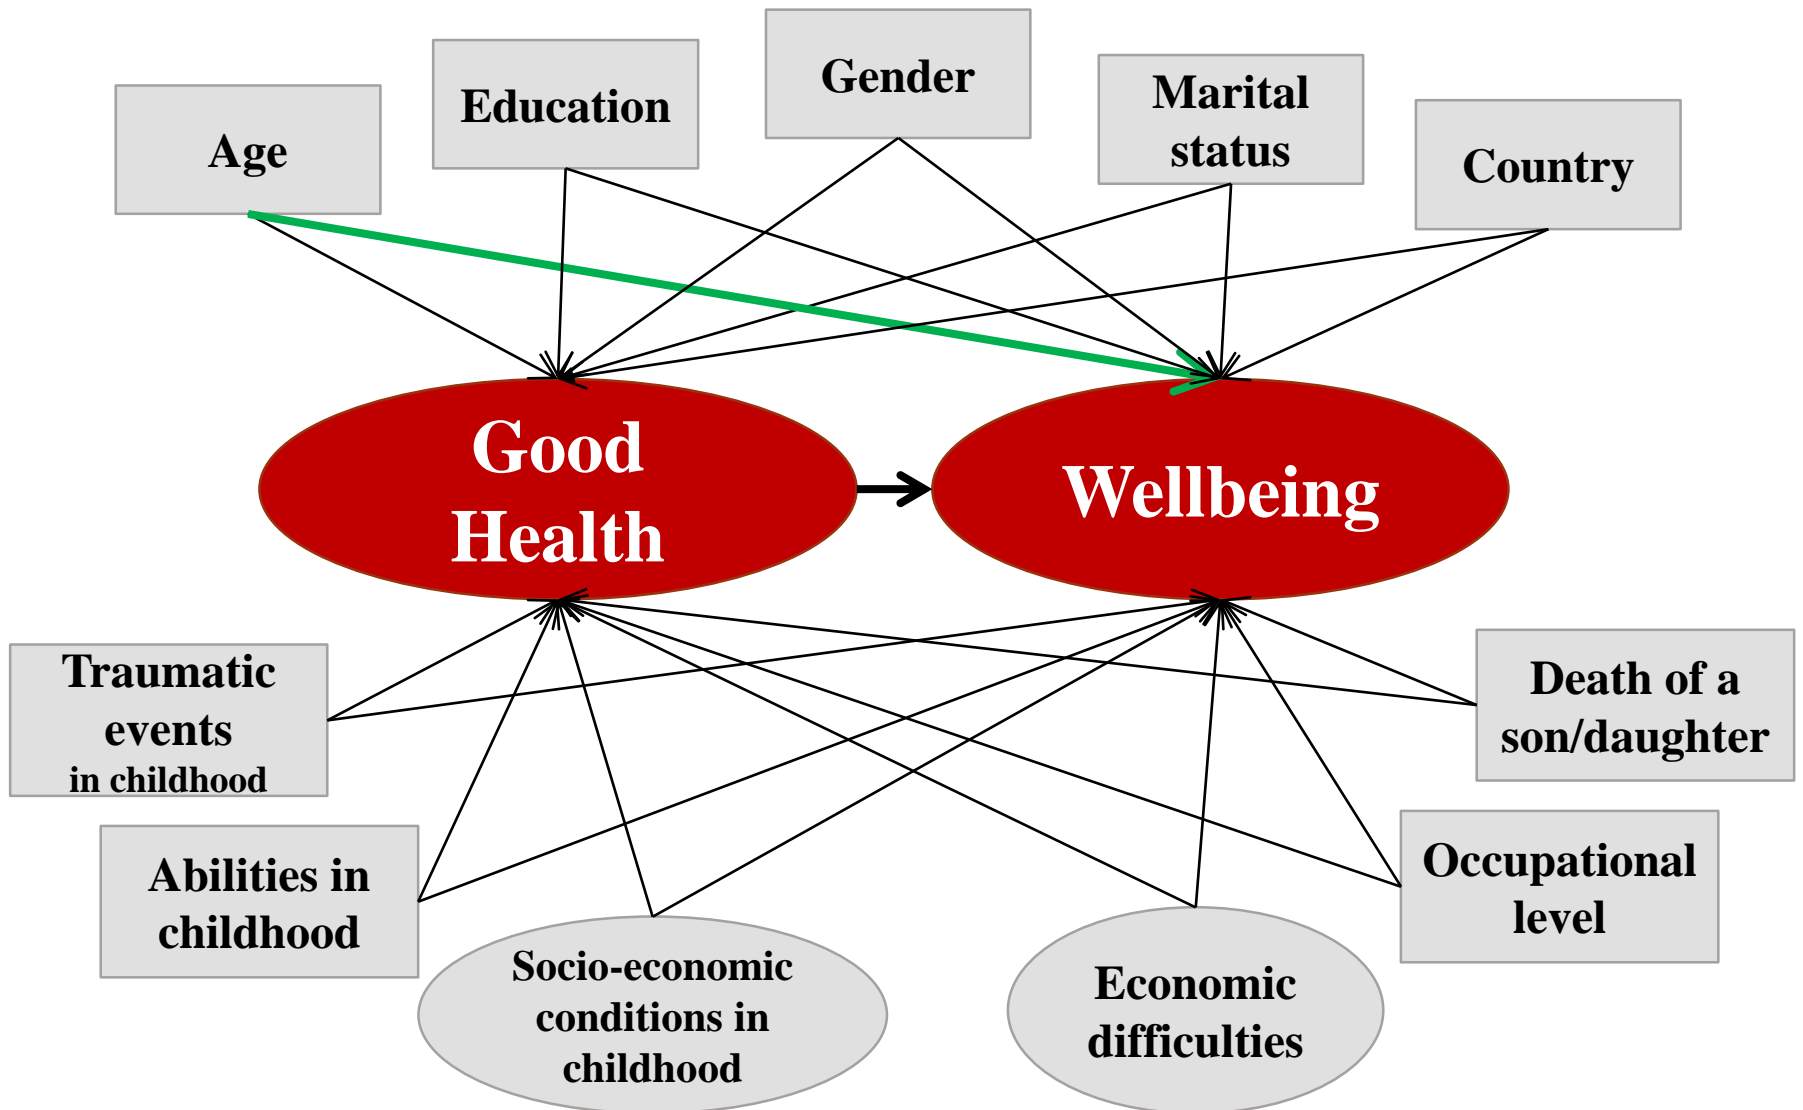 Age
Education
Gender
Marital
status
Country
Good
Health
Wellbeing
Traumatic
events
in childhood
Death of a
son/daughter
Abilities in
childhood
Occupational
level
Socio-economic
conditions in
childhood
Economic
difficulties